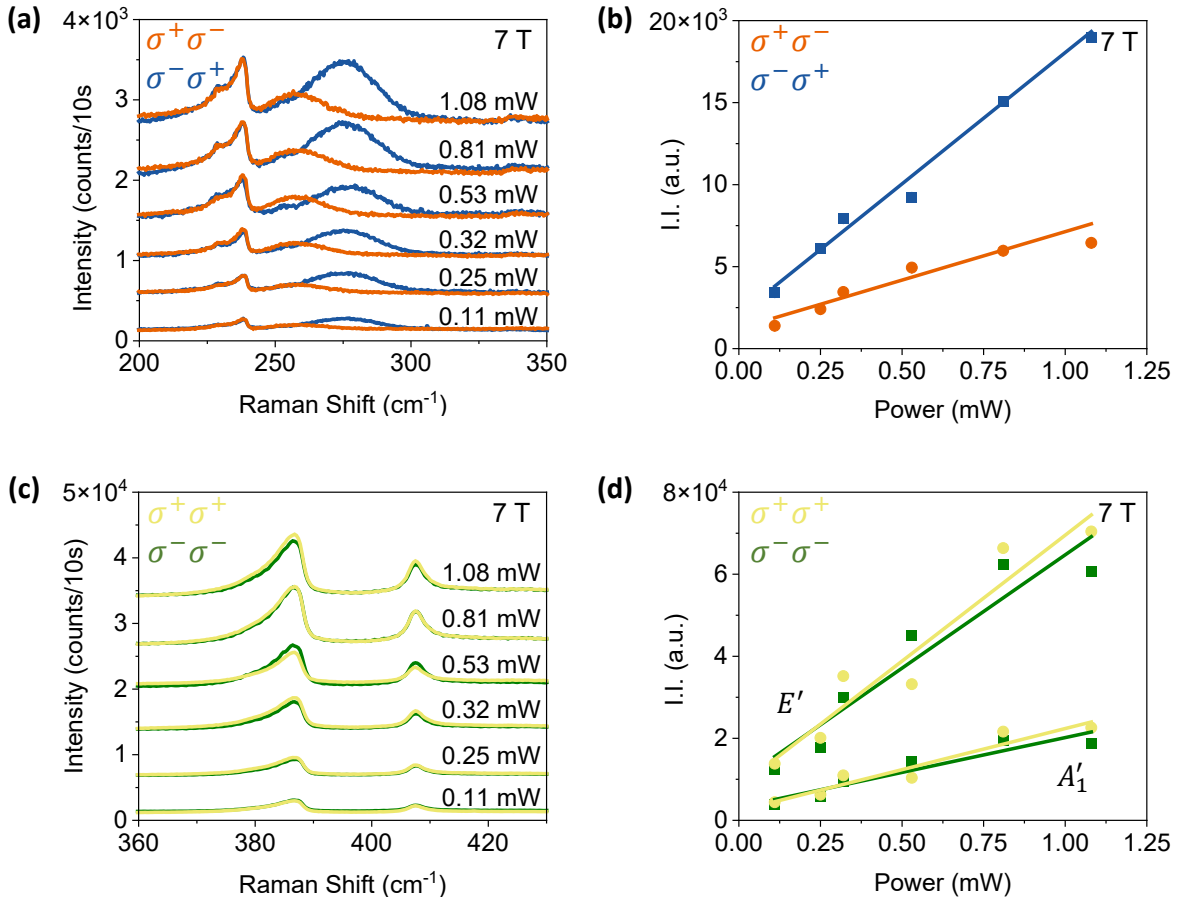 (a)
4×10³
σ⁺σ⁻
σ⁻σ⁺
7 T
1.08 mW
0.81 mW
0.53 mW
0.32 mW
0.25 mW
0.11 mW
3
2
1
0
200 250 300 350
Intensity (counts/10s)
Raman Shift (cm⁻¹)
(b)
20×10³
σ⁺σ⁻
σ⁻σ⁺
7 T
15
10
5
0
0.00 0.25 0.50 0.75 1.00 1.25
I.I. (a.u.)
Power (mW)
(c)
5×10⁴
σ⁺σ⁺
σ⁻σ⁻
7 T
1.08 mW
0.81 mW
0.53 mW
0.32 mW
0.25 mW
0.11 mW
4
3
2
1
0
360 380 400 420
Intensity (counts/10s)
Raman Shift (cm⁻¹)
(d)
8×10⁴
σ⁺σ⁺
σ⁻σ⁻
7 T
6
4
2
0
E′
A′₁
0.00 0.25 0.50 0.75 1.00 1.25
I.I. (a.u.)
Power (mW)